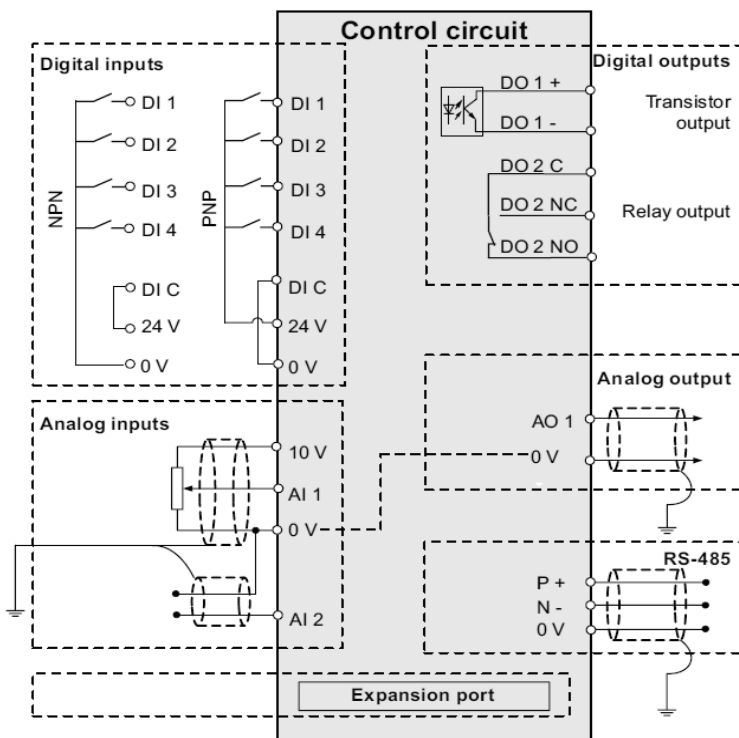 Control circuit
Digital inputs
NPN
DI 1
DI 2
DI 3
DI 4
DI C
24 V
0 V
PNP
DI 1
DI 2
DI 3
DI 4
DI C
24 V
0 V
Digital outputs
DO 1 +
DO 1 -
Transistor
output
DO 2 C
DO 2 NC
DO 2 NO
Relay output
Analog inputs
10 V
AI 1
0 V
AI 2
Analog output
AO 1
0 V
RS-485
P +
N -
0 V
Expansion port